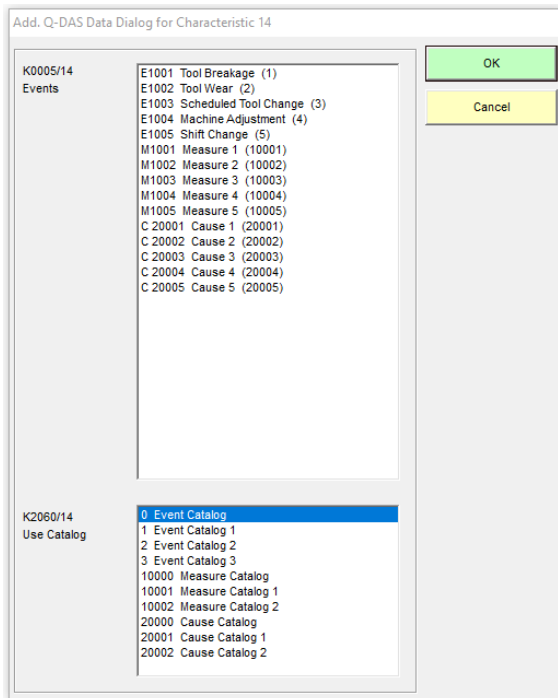 Add. Q-DAS Data Dialog for Characteristic 14
K0005/14
Events
E1001 Tool Breakage (1)
E1002 Tool Wear (2)
E1003 Scheduled Tool Change (3)
E1004 Machine Adjustment (4)
E1005 Shift Change (5)
M1001 Measure 1 (10001)
M1002 Measure 2 (10002)
M1003 Measure 3 (10003)
M1004 Measure 4 (10004)
M1005 Measure 5 (10005)
C 20001 Cause 1 (20001)
C 20002 Cause 2 (20002)
C 20003 Cause 3 (20003)
C 20004 Cause 4 (20004)
C 20005 Cause 5 (20005)
OK
Cancel
K2060/14
Use Catalog
0 Event Catalog
1 Event Catalog 1
2 Event Catalog 2
3 Event Catalog 3
10000 Measure Catalog
10001 Measure Catalog 1
10002 Measure Catalog 2
20000 Cause Catalog
20001 Cause Catalog 1
20002 Cause Catalog 2